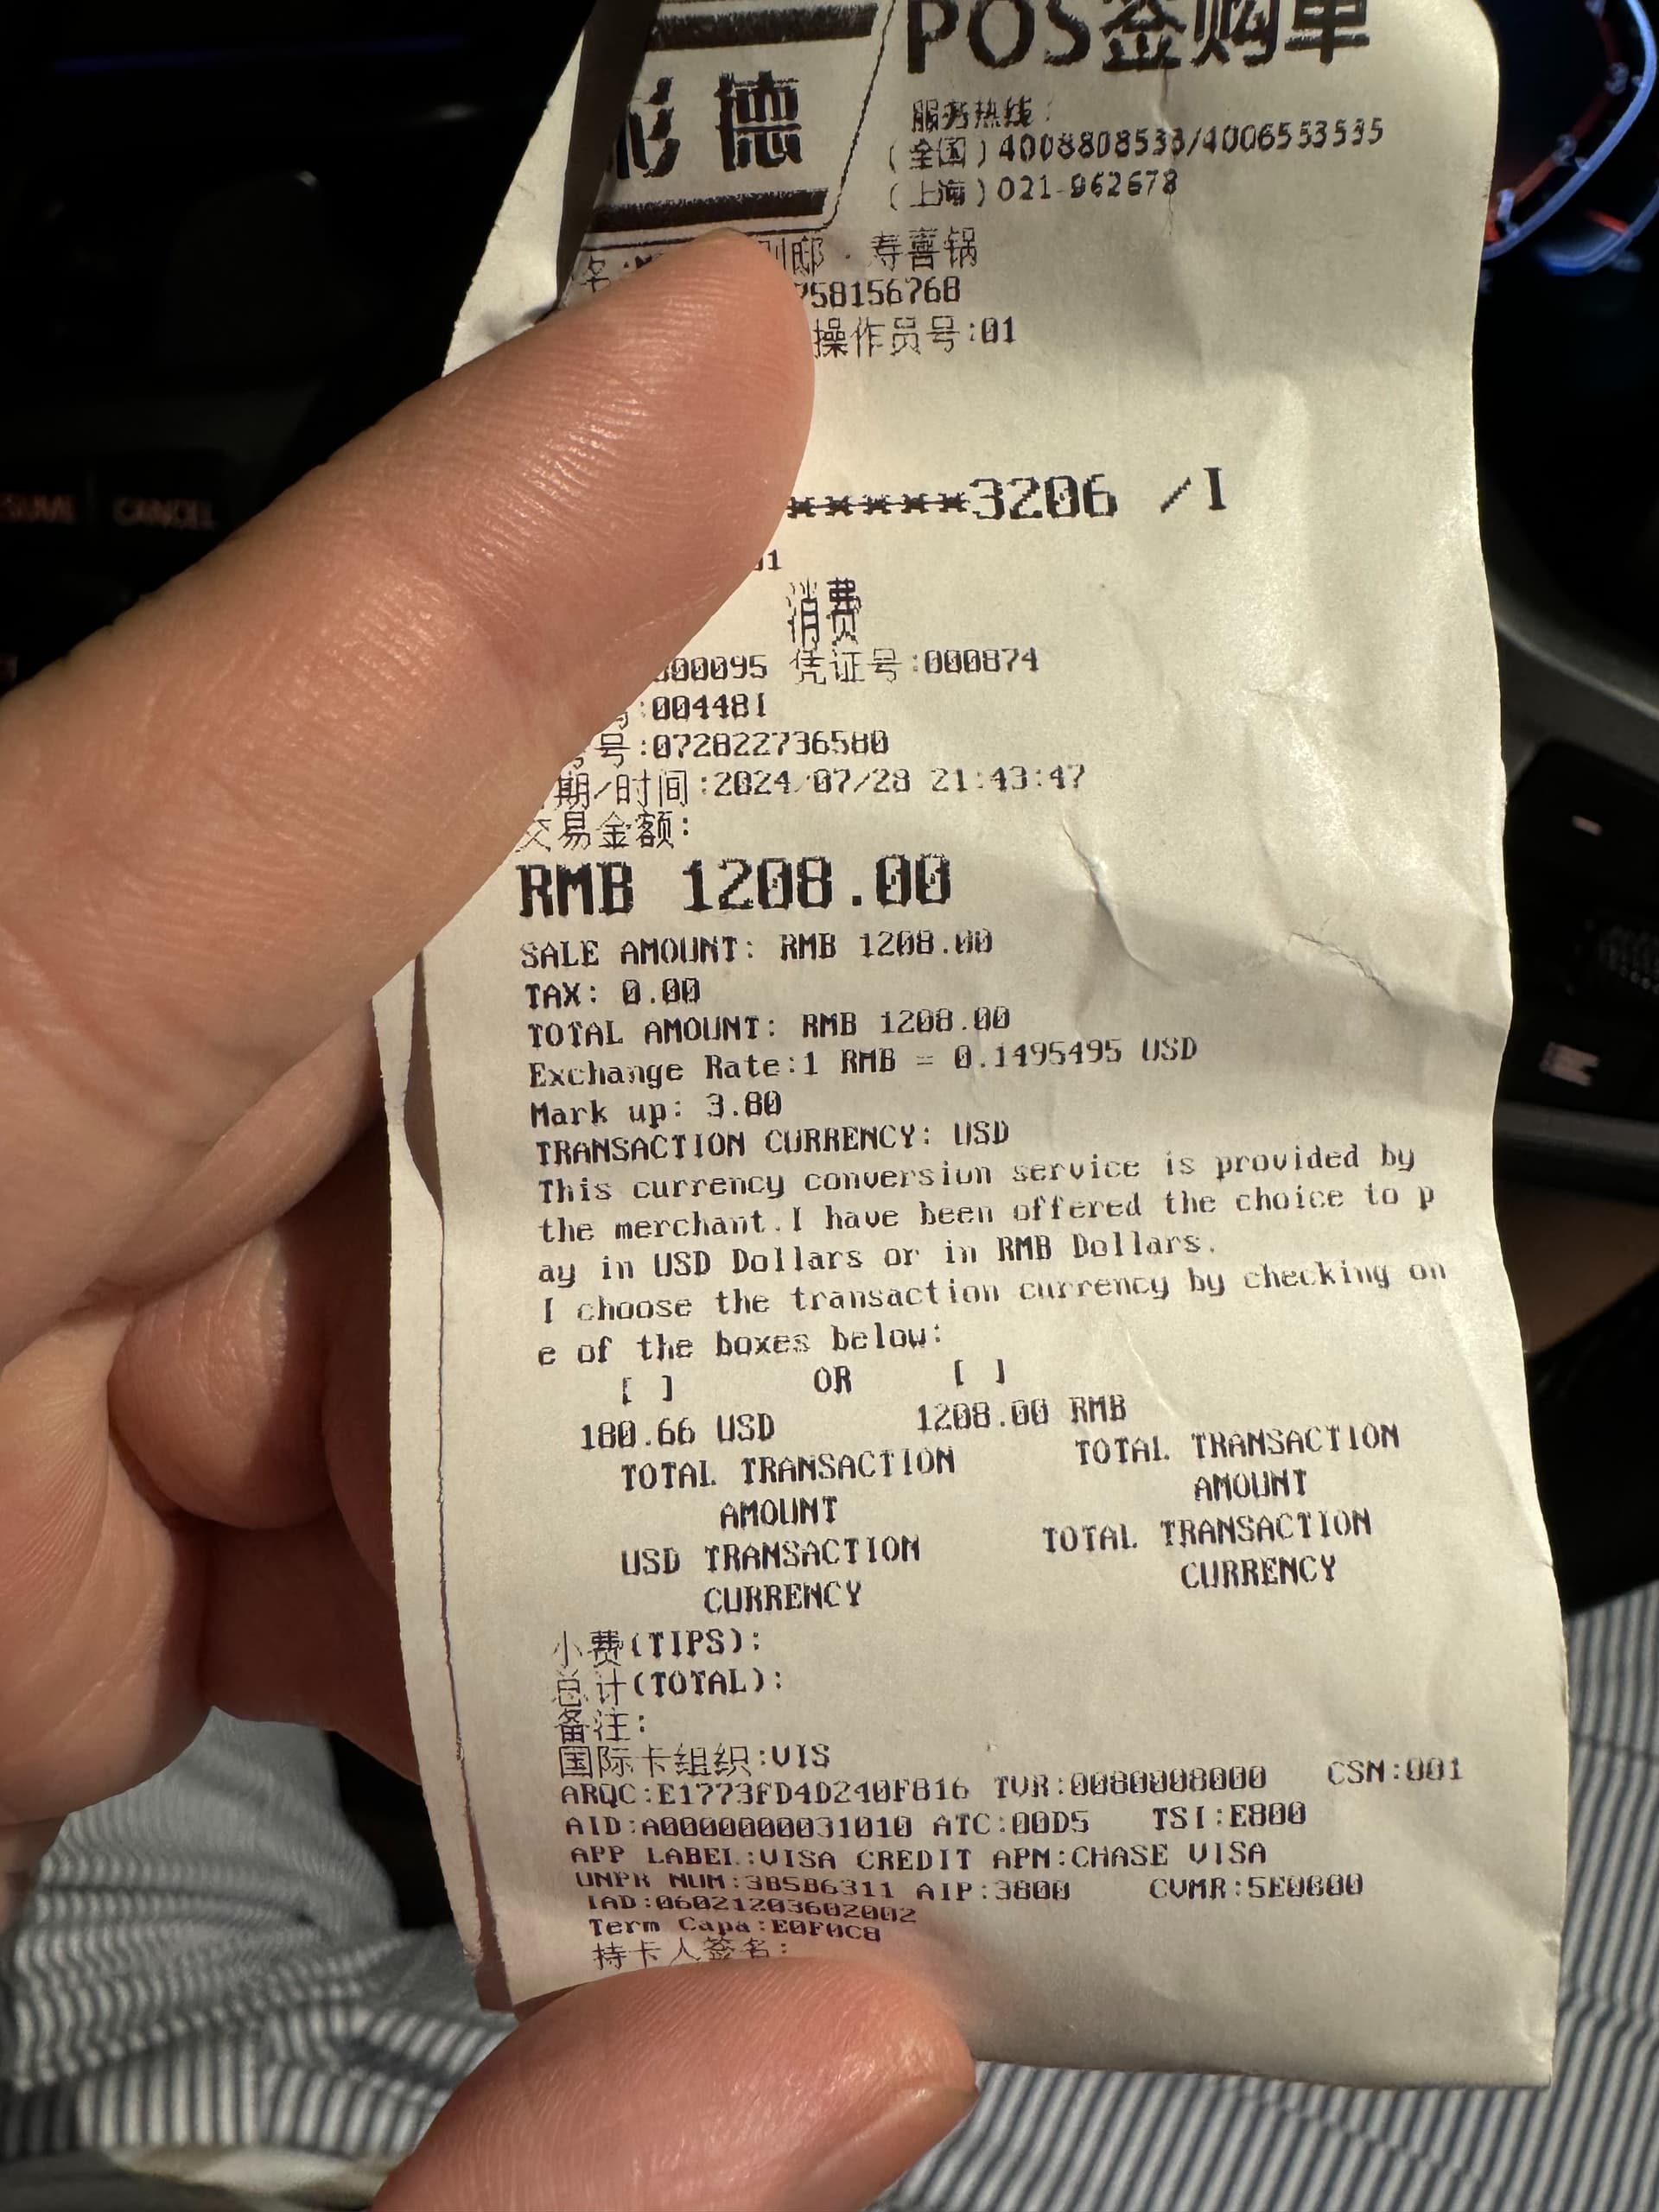 POS签购单
德
服务热线:
(全国)4008808533/4006553535
(上海)021-962678
名: 别邸 · 寿喜锅
758156768
操作员号:01
*****3206 /I
01
消费
000095 凭证号:000874
号:004481
号:072822736580
期/时间:2024/07/28 21:43:47
交易金额:
RMB 1208.00
SALE AMOUNT: RMB 1208.00
TAX: 0.00
TOTAL AMOUNT: RMB 1208.00
Exchange Rate:1 RMB = 0.1495495 USD
Mark up: 3.80
TRANSACTION CURRENCY: USD
This currency conversion service is provided by
the merchant.I have been offered the choice to p
ay in USD Dollars or in RMB Dollars.
I choose the transaction currency by checking on
e of the boxes below:
[ ] OR [ ]
180.66 USD 1208.00 RMB
TOTAL TRANSACTION TOTAL TRANSACTION
AMOUNT AMOUNT
USD TRANSACTION TOTAL TRANSACTION
CURRENCY CURRENCY
小费(TIPS):
总计(TOTAL):
备注:
国际卡组织:VIS
ARQC:E1773FD4D240F816 TVR:0080008000 CSN:001
AID:A0000000031010 ATC:00D5 TSI:E800
APP LABEL:VISA CREDIT APN:CHASE VISA
UNPR NUM:3B5B6311 AIP:3800 CVMR:5E0000
IAD:06021203602002
Term Capa:E0F0C8
持卡人签名:
CANCEL